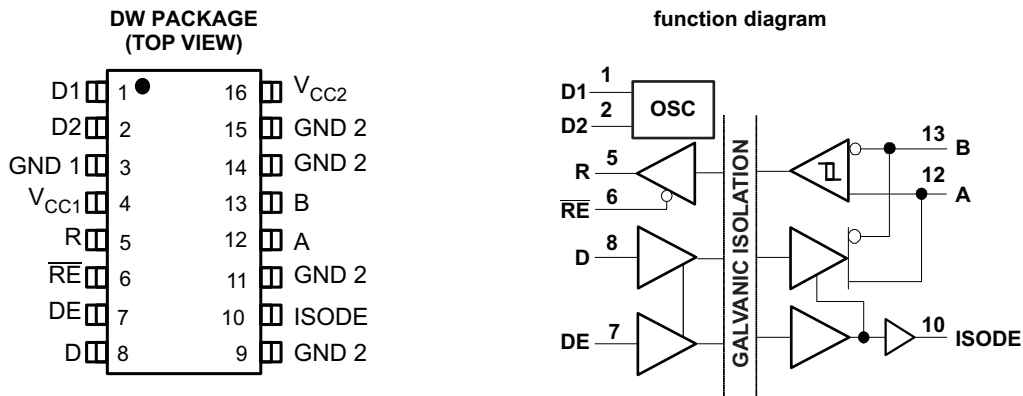 DW PACKAGE
(TOP VIEW)
D1 1 16 VCC2
D2 2 15 GND 2
GND 1 3 14 GND 2
VCC1 4 13 B
R 5 12 A
RE 6 11 GND 2
DE 7 10 ISODE
D 8 9 GND 2
function diagram
D1 1
OSC
D2 2
R 5
RE 6
D 8
DE 7
GALVANIC ISOLATION
13 B
12 A
10 ISODE